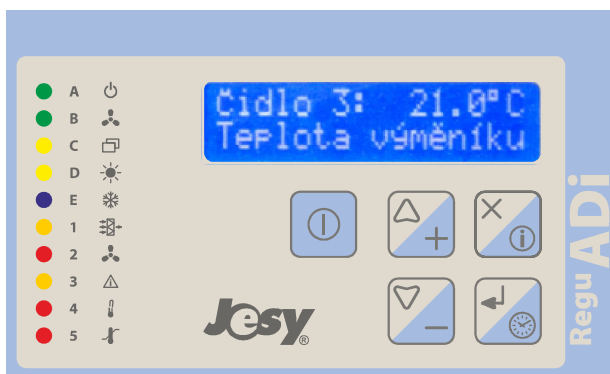 A
B
C
D
E
1
2
3
4
5
Čidlo 3: 21.0°C
Teplota výměníku
Jesy®
Regu ADi